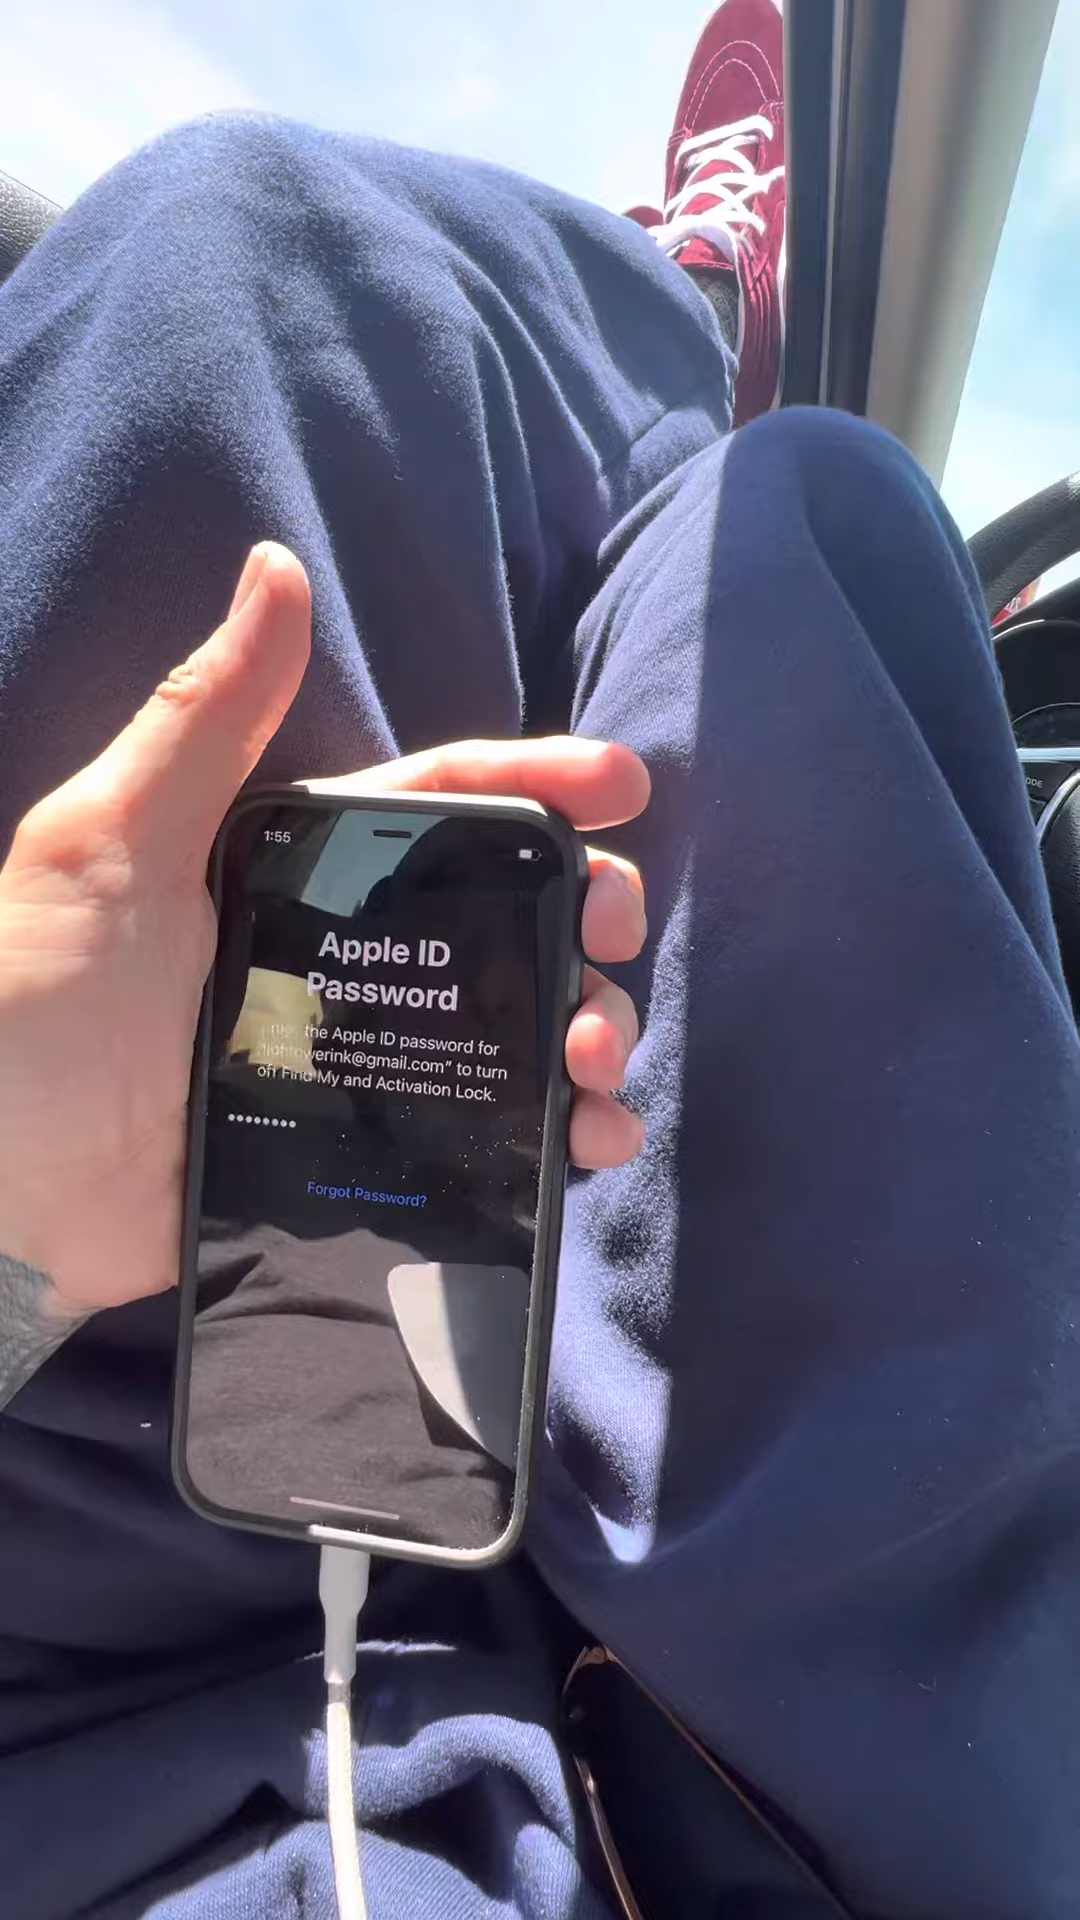 1:55
Apple ID
Password
the Apple ID password for
to turn
off Find My and Activation Lock.
••••••••
Forgot Password?